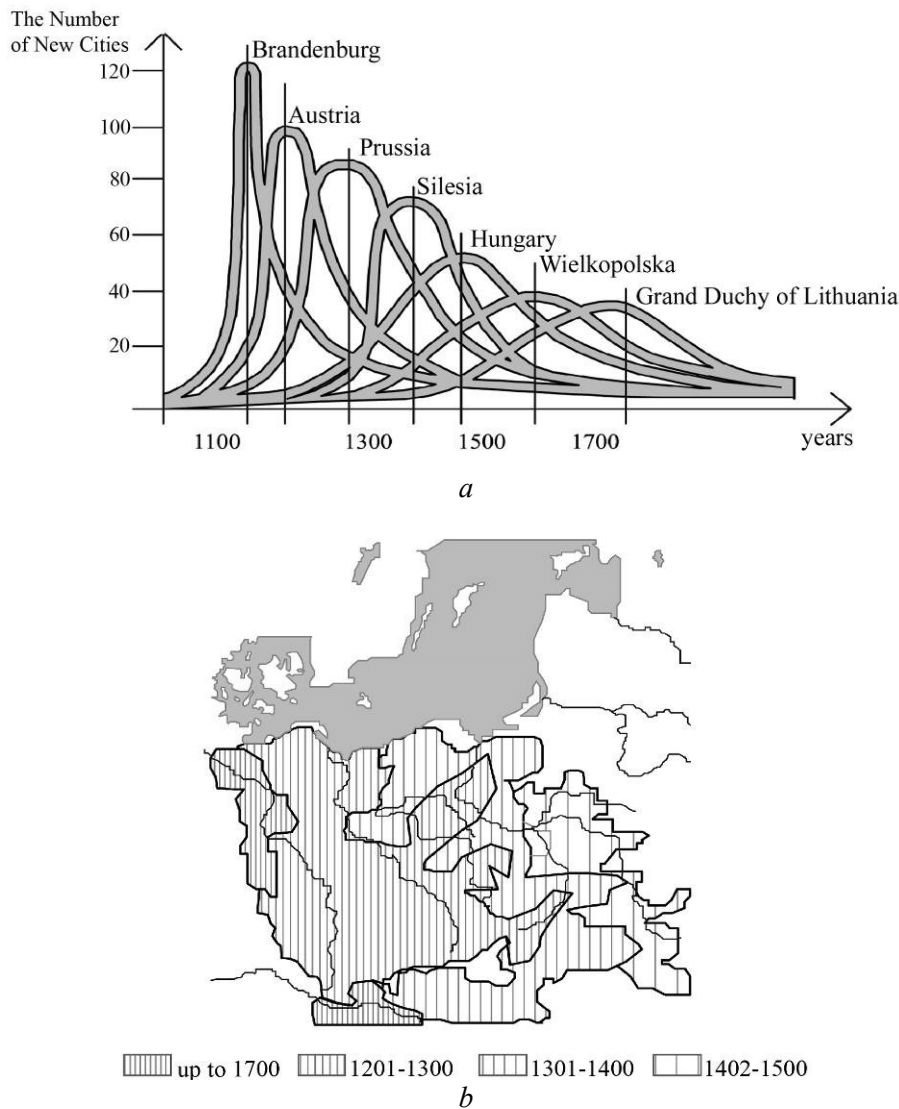 The Number
of New Cities
Brandenburg
120
Austria
100
Prussia
80
Silesia
60
Hungary
Wielkopolska
40
Grand Duchy of Lithuania
20
1100 1300 1500 1700 years
a
up to 1700 1201-1300 1301-1400 1402-1500
b